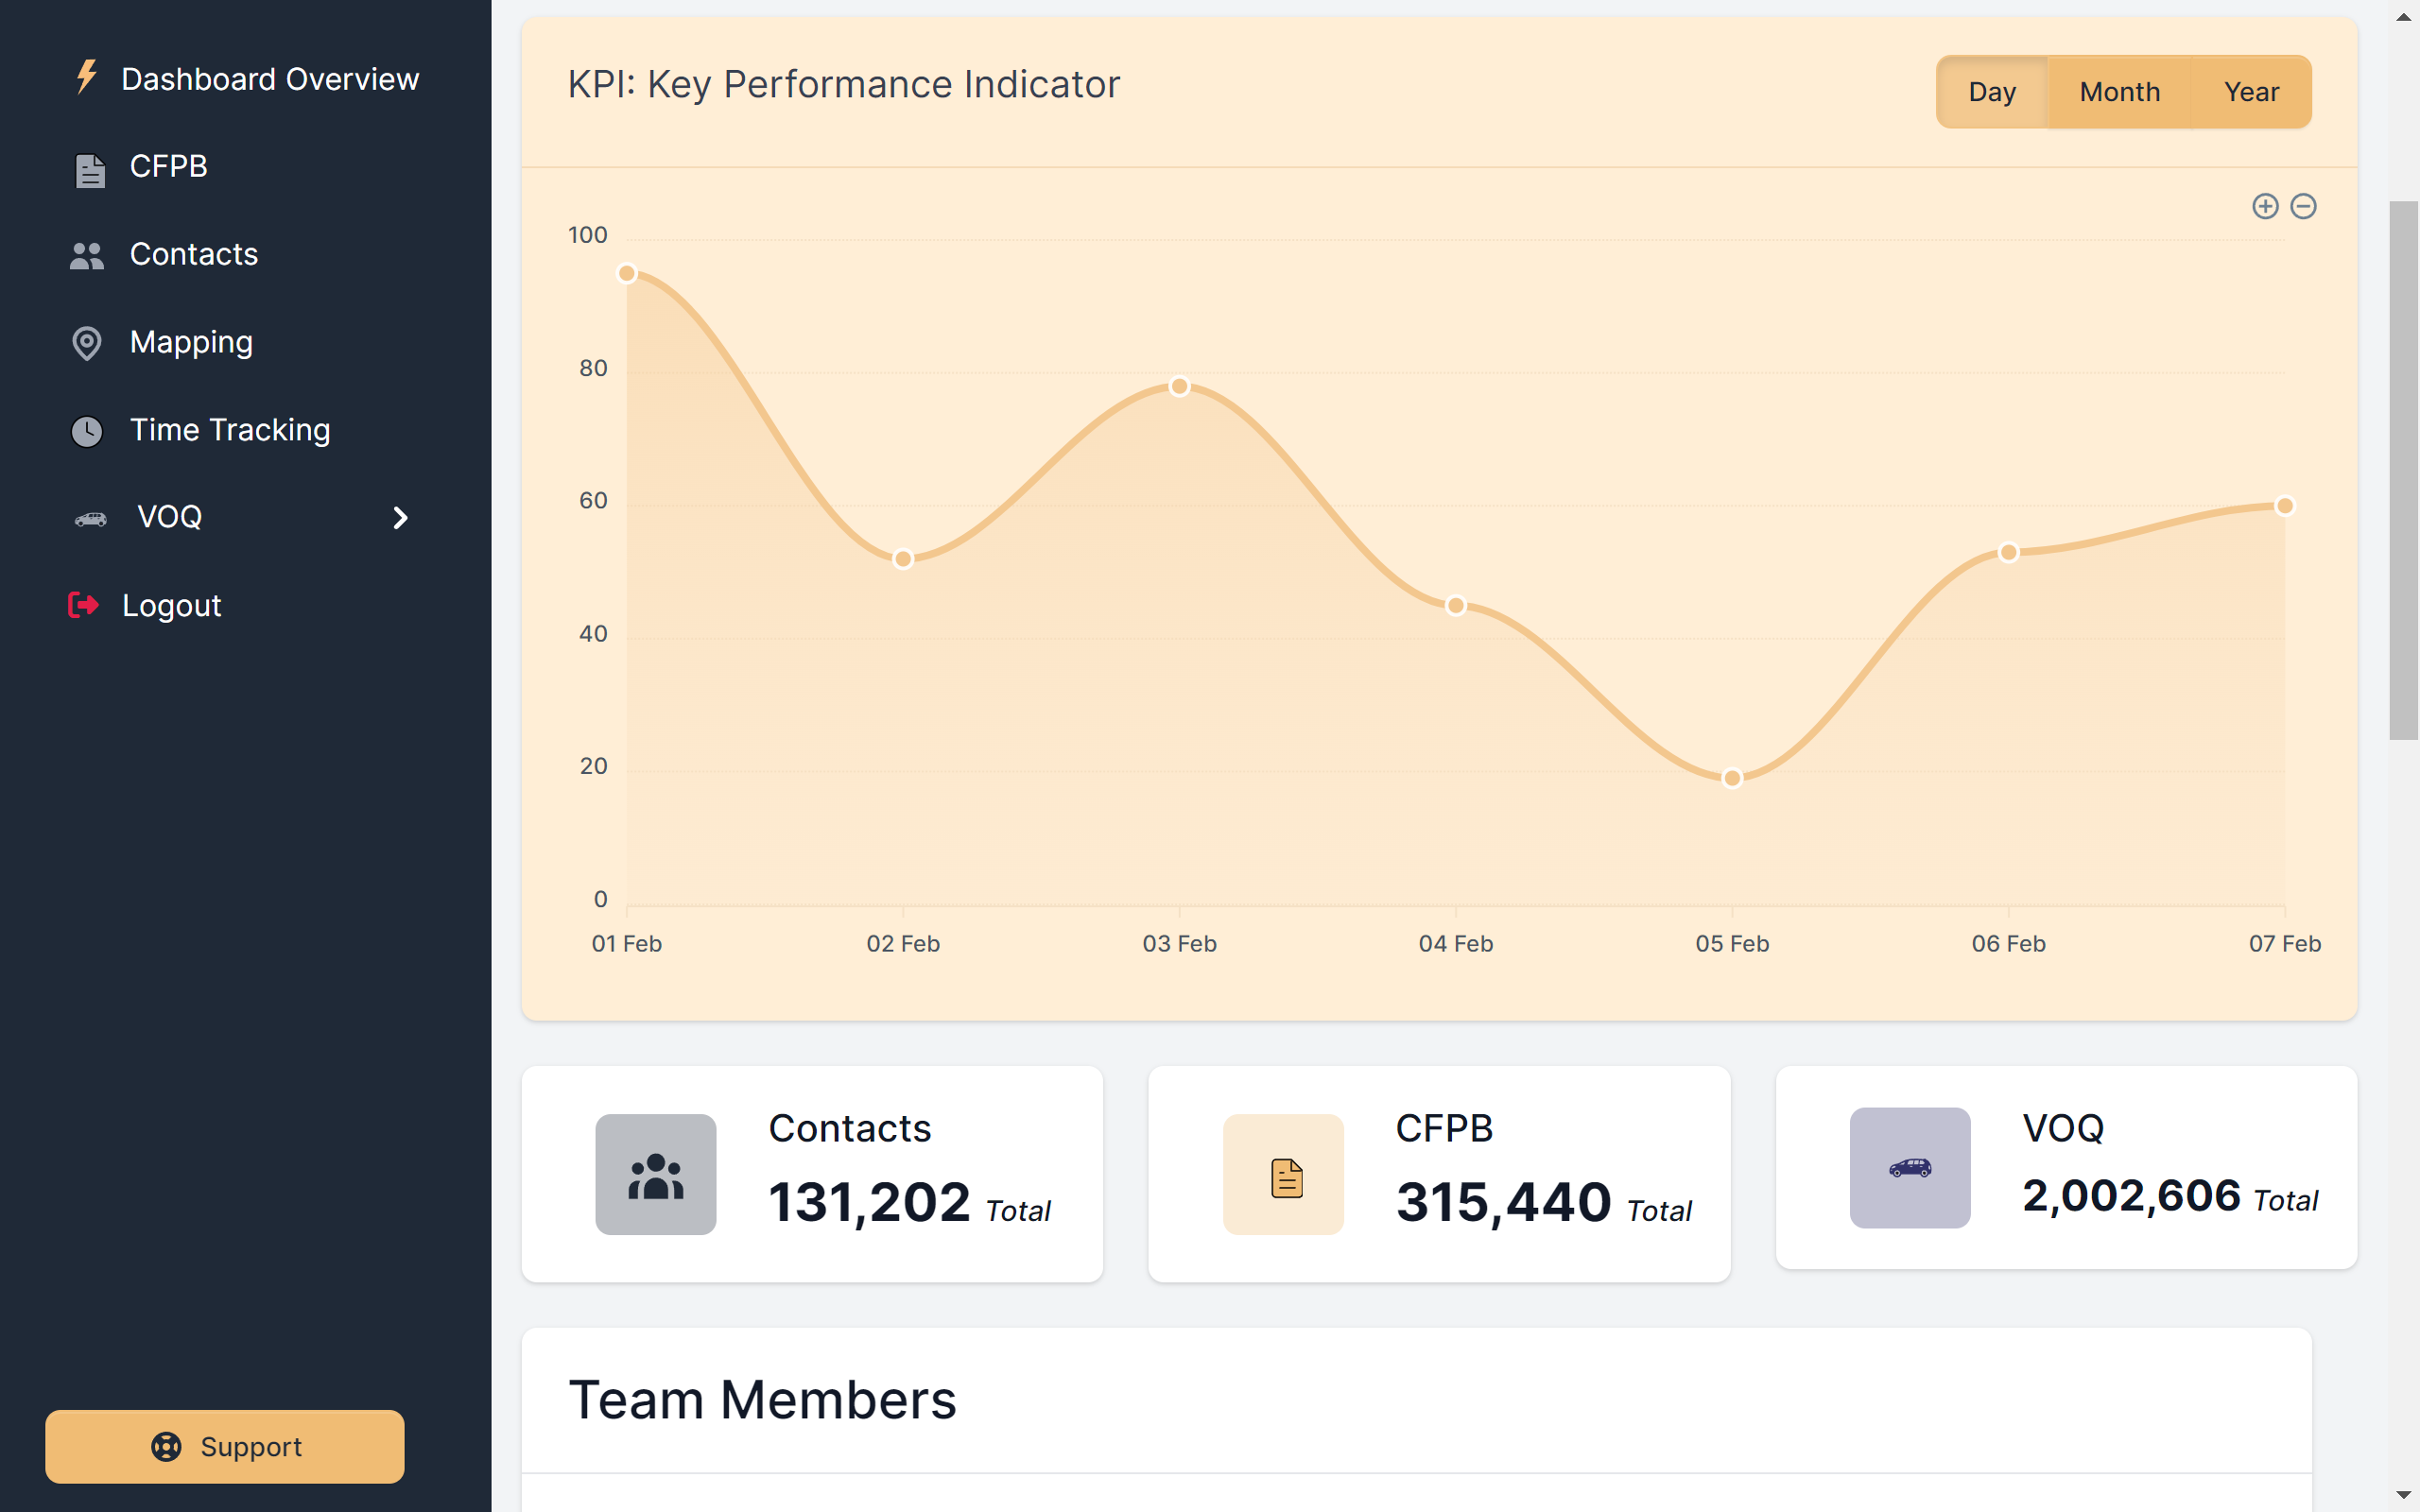 Dashboard Overview
CFPB
Contacts
Mapping
Time Tracking
VOQ
Logout
Support
KPI: Key Performance Indicator
Day Month Year
100
80
60
40
20
0
01 Feb 02 Feb 03 Feb 04 Feb 05 Feb 06 Feb 07 Feb
Contacts
131,202 Total
CFPB
315,440 Total
VOQ
2,002,606 Total
Team Members